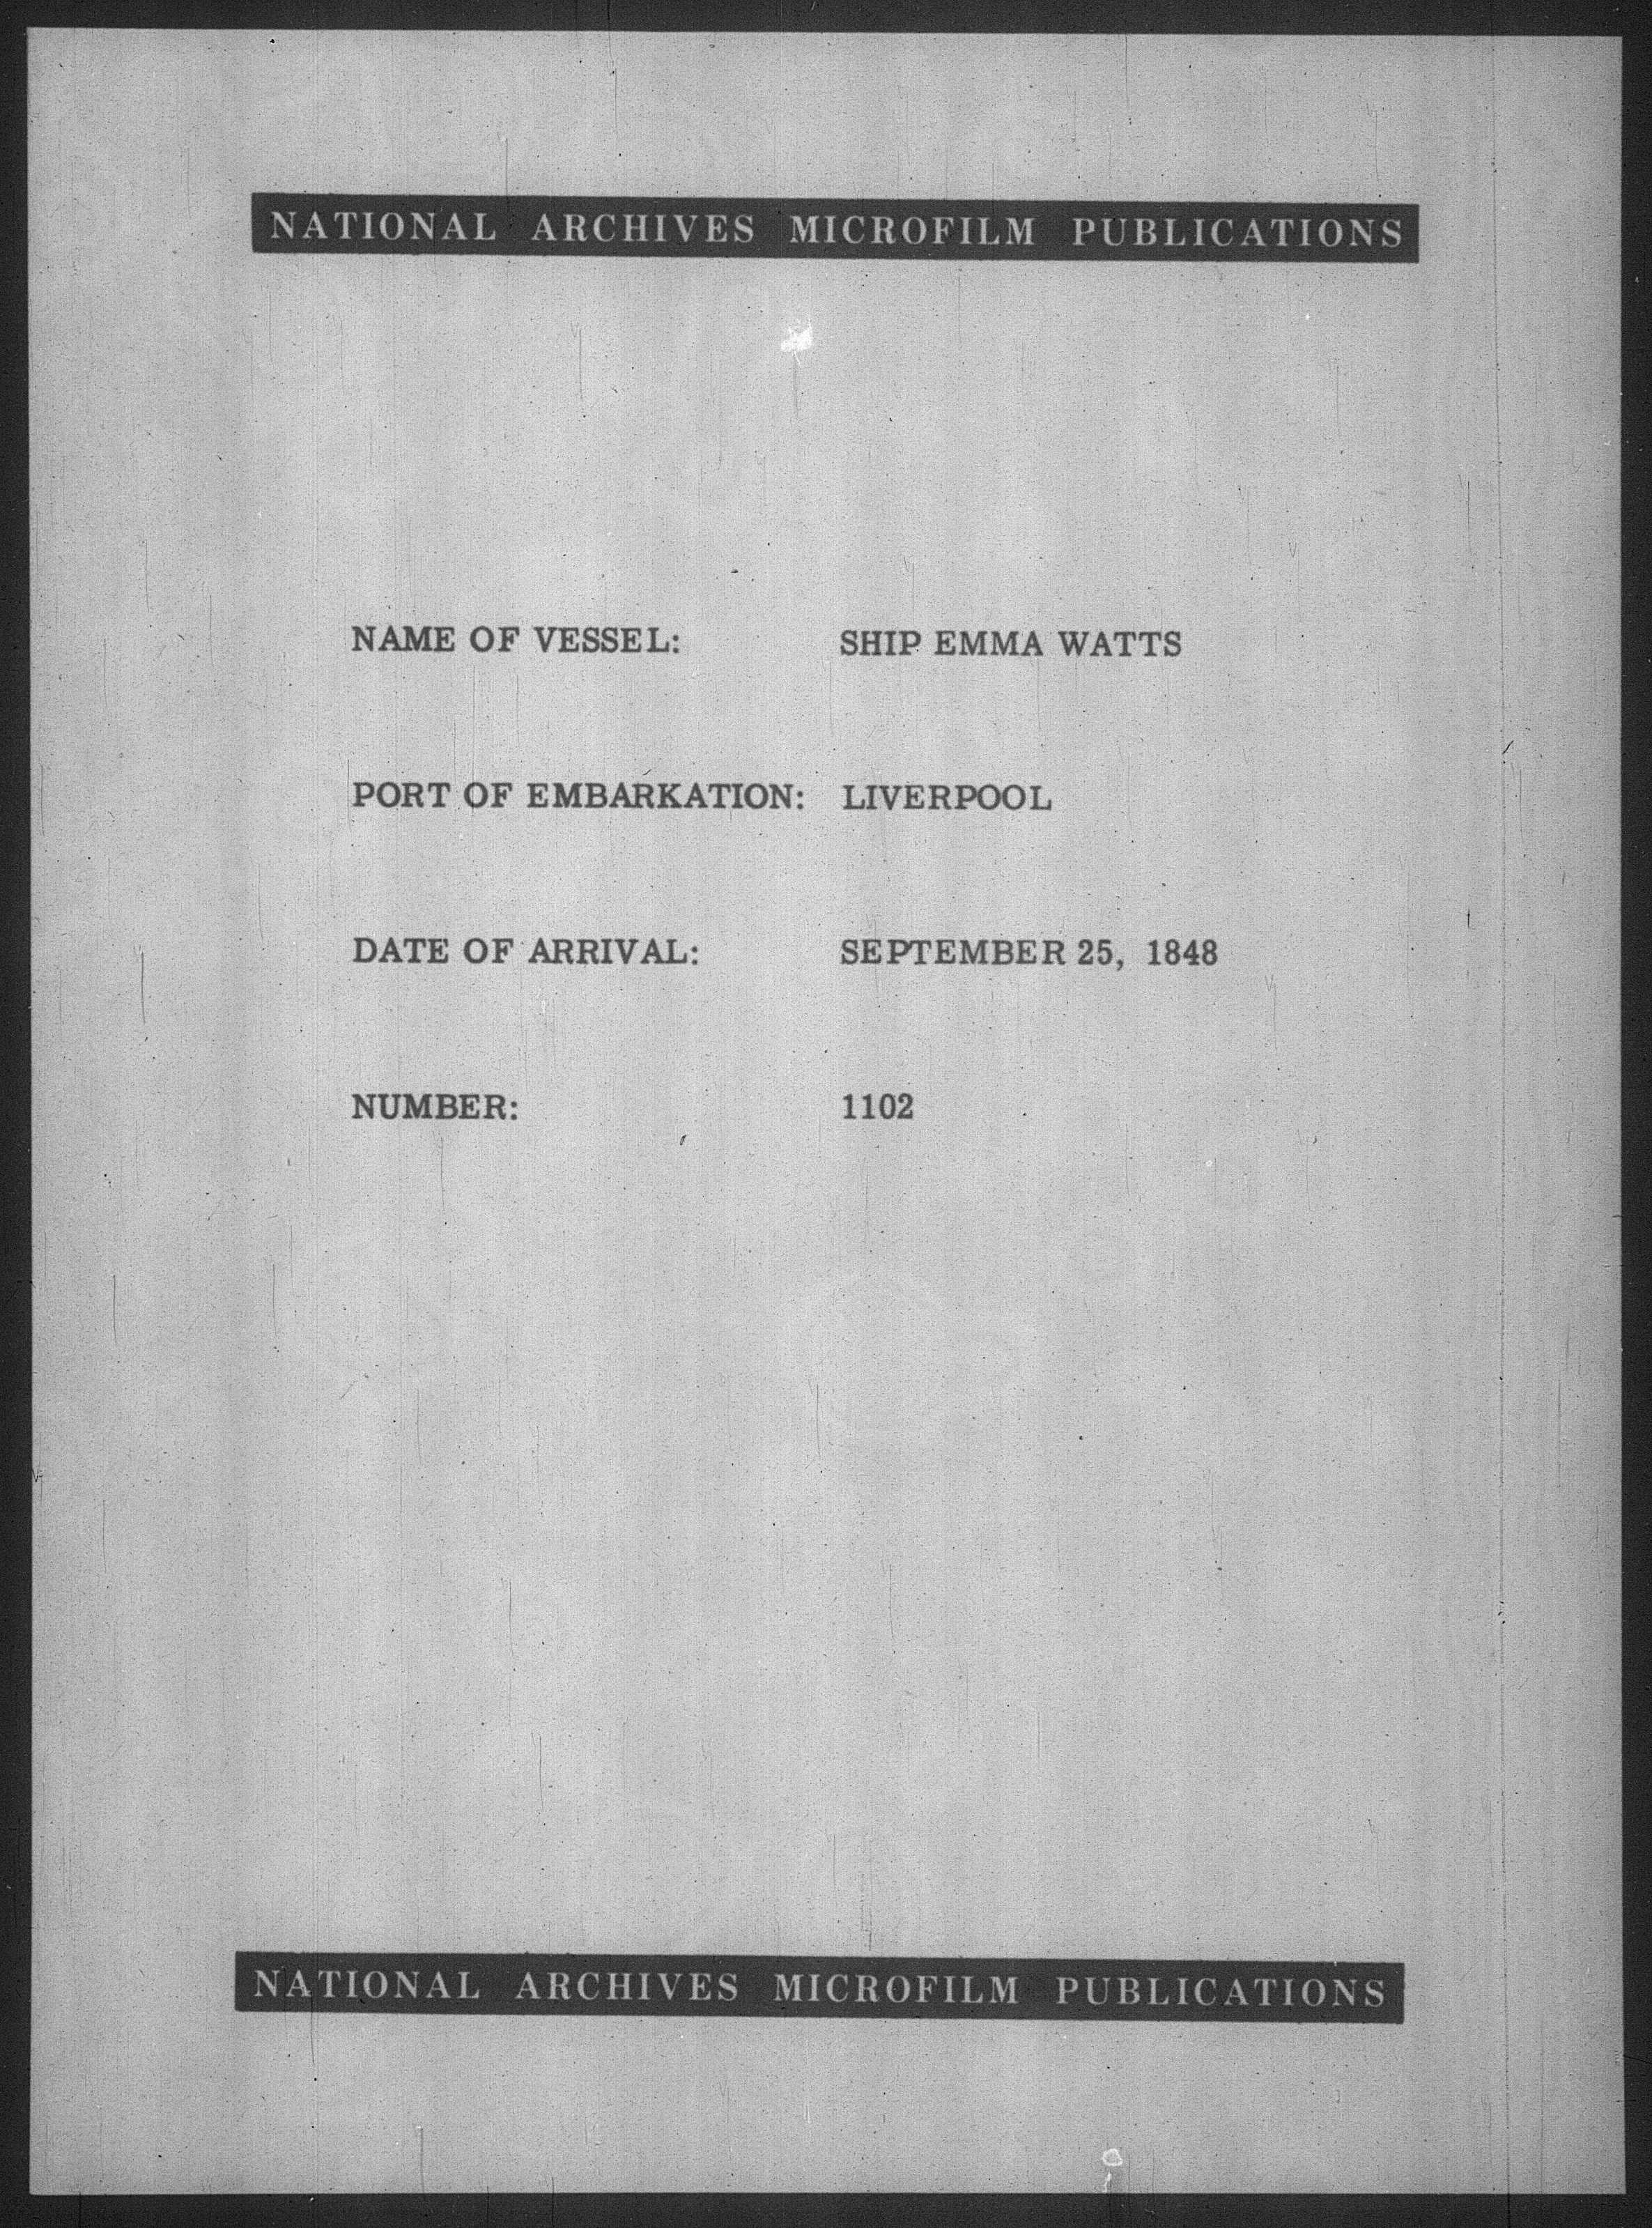 NATIONAL ARCHIVES MICROFILM PUBLICATIONS
NAME OF VESSEL: SHIP EMMA WATTS
PORT OF EMBARKATION: LIVERPOOL
DATE OF ARRIVAL: SEPTEMBER 25, 1848
NUMBER: 1102
NATIONAL ARCHIVES MICROFILM PUBLICATIONS